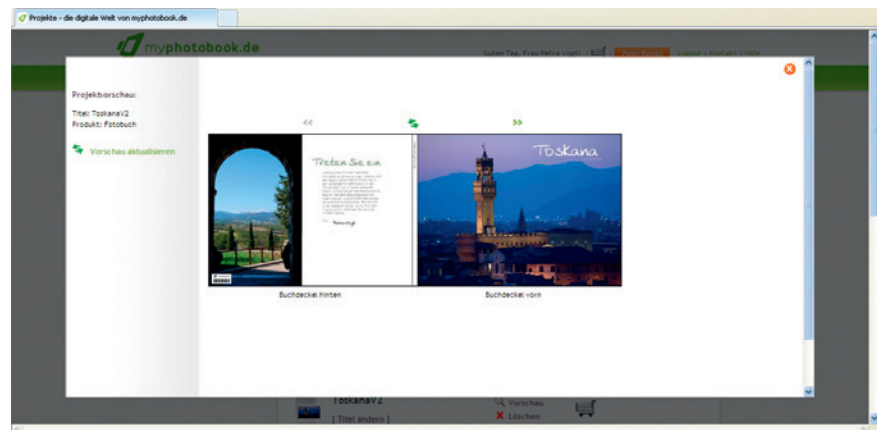 Projekte - die digitale Welt von myphotobook.de
myphotobook.de
Guten Tag, Frau Petra Vogt!
Logout | Kontakt | Hilfe
Projektvorschau:
Titel: ToskanaV2
Produkt: Fotobuch
Vorschau aktualisieren
<<
>>
Treten Sie ein
Toskana
Buchdeckel hinten
Buchdeckel vorn
ToskanaV2
[ Titel ändern ]
Vorschau
Löschen